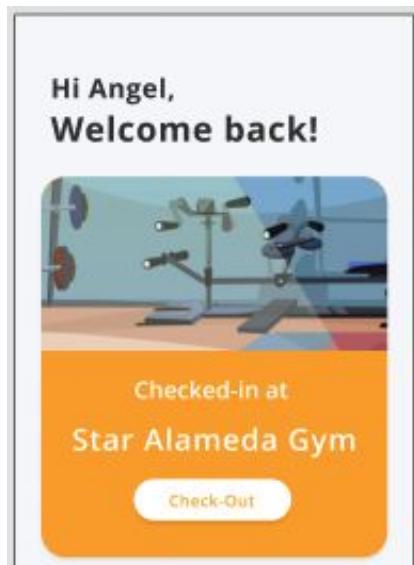 Hi Angel,
Welcome back!
Checked-in at
Star Alameda Gym
Check-Out